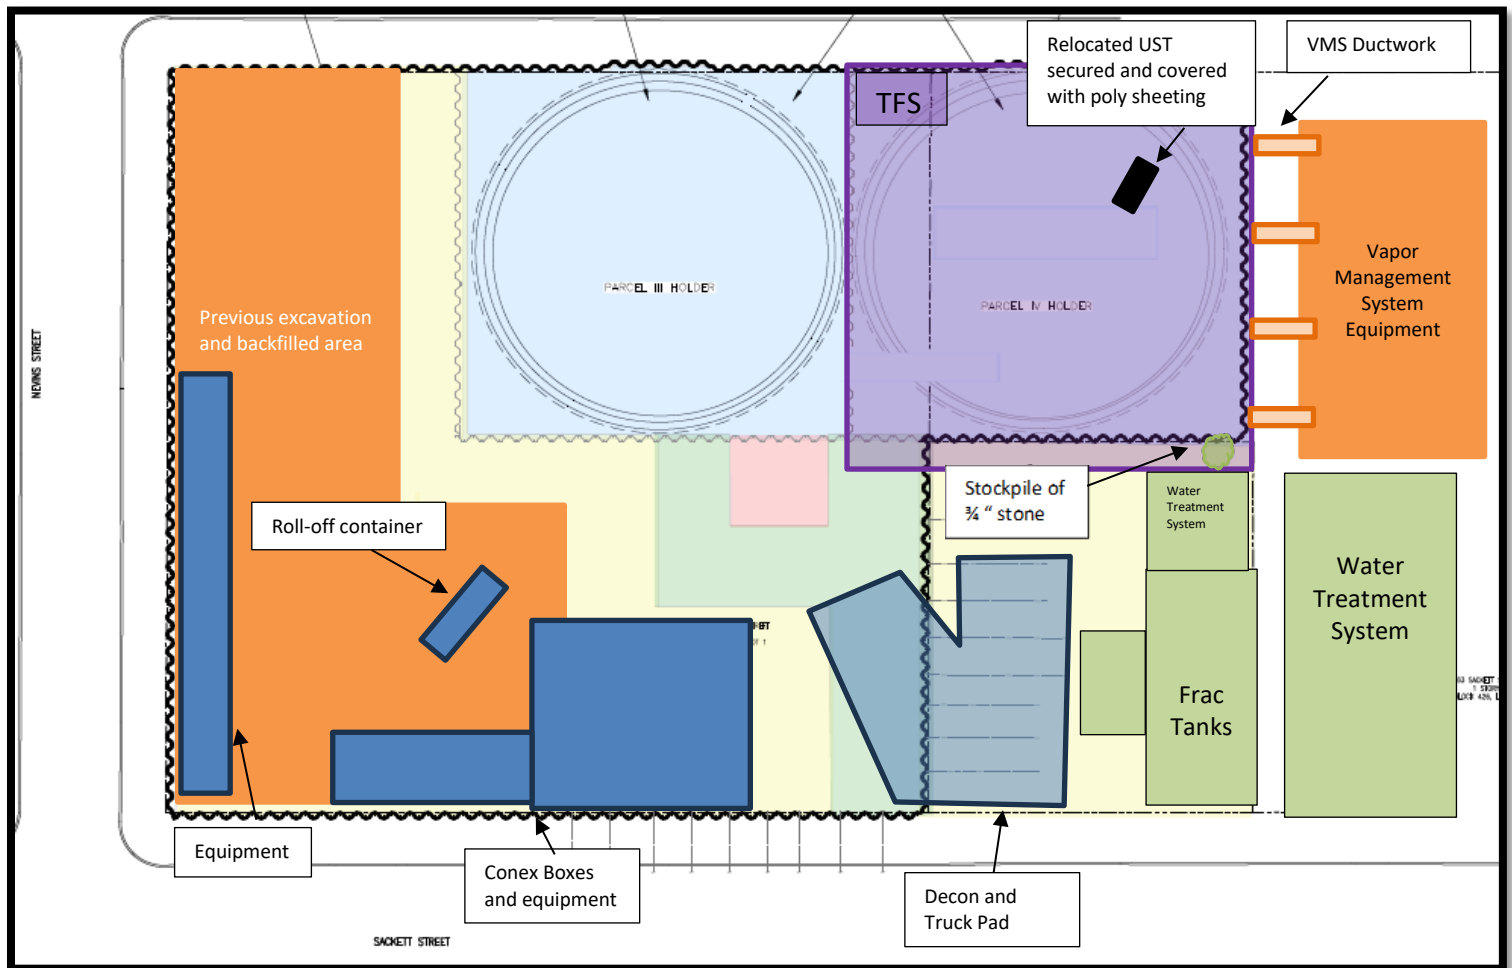 Relocated UST
secured and covered
with poly sheeting
VMS Ductwork
TFS
Vapor
Management
System
Equipment
PARCEL III HOLDER
PARCEL IV HOLDER
Previous excavation
and backfilled area
NEVINS STREET
Stockpile of
¾ “ stone
Water
Treatment
System
Roll-off container
Water
Treatment
System
Frac
Tanks
Equipment
Conex Boxes
and equipment
Decon and
Truck Pad
SACKETT STREET